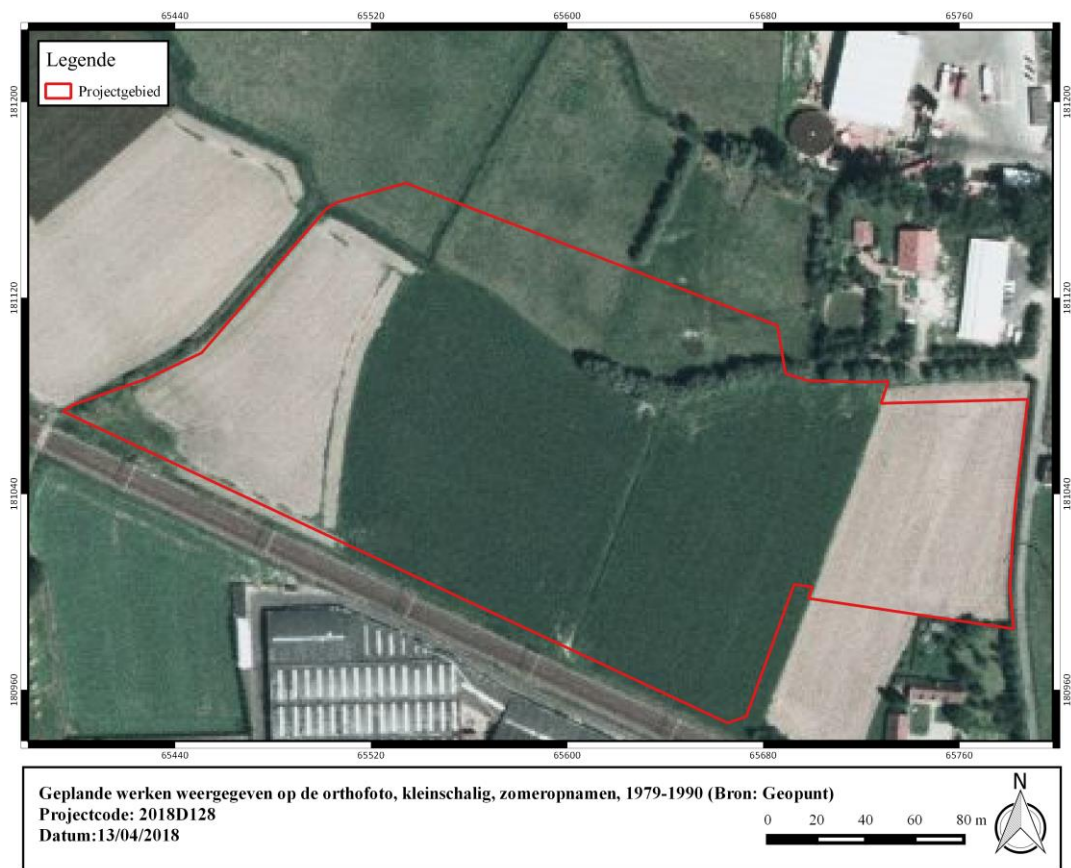 65440 65520 65600 65680 65760
Legende
Projectgebied
181200 181200
181120 181120
181040 181040
180960 180960
65440 65520 65600 65680 65760
Geplande werken weergegeven op de orthofoto, kleinschalig, zomeropnamen, 1979-1990 (Bron: Geopunt)
Projectcode: 2018D128
Datum:13/04/2018
N
0 20 40 60 80 m